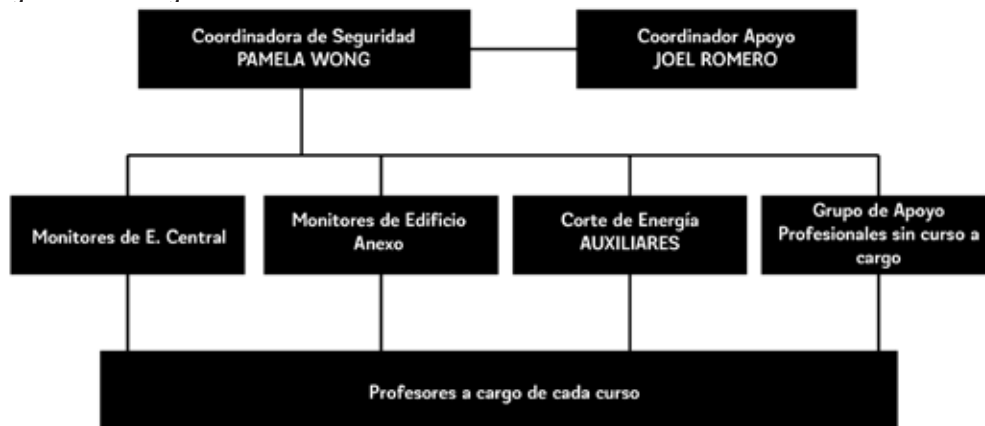 Coordinadora de Seguridad
PAMELA WONG
Coordinador Apoyo
JOEL ROMERO
Monitores de E. Central
Monitores de Edificio
Anexo
Corte de Energía
AUXILIARES
Grupo de Apoyo
Profesionales sin curso a
cargo
Profesores a cargo de cada curso